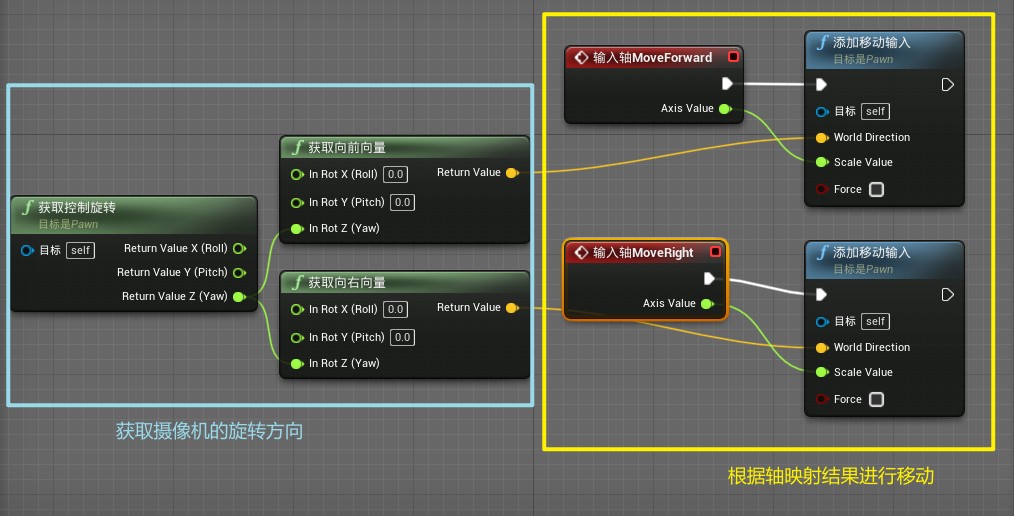 获取控制旋转
目标是Pawn
目标 self
Return Value X (Roll)
Return Value Y (Pitch)
Return Value Z (Yaw)
获取向前向量
In Rot X (Roll) 0.0
Return Value
In Rot Y (Pitch) 0.0
In Rot Z (Yaw)
获取向右向量
In Rot X (Roll) 0.0
Return Value
In Rot Y (Pitch) 0.0
In Rot Z (Yaw)
获取摄像机的旋转方向
输入轴MoveForward
Axis Value
添加移动输入
目标是Pawn
目标 self
World Direction
Scale Value
Force
输入轴MoveRight
Axis Value
添加移动输入
目标是Pawn
目标 self
World Direction
Scale Value
Force
根据轴映射结果进行移动